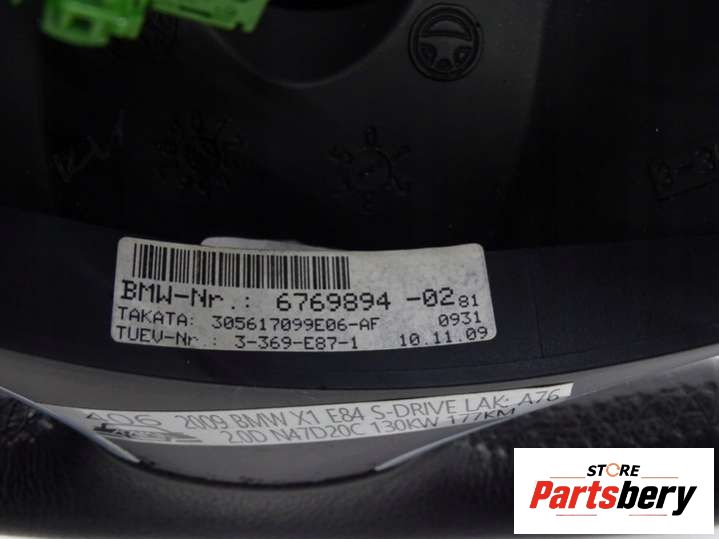 BMW-Nr.: 6769894 -02 81
TAKATA: 305617099E06-AF 0931
TUEV-Nr.: 3-369-E87-1 10.11.09
406 2009 BMW X1 E84 S-DRIVE LAK: A76
2.0D N47D20C 130KW 177KM
STORE
Partsbery